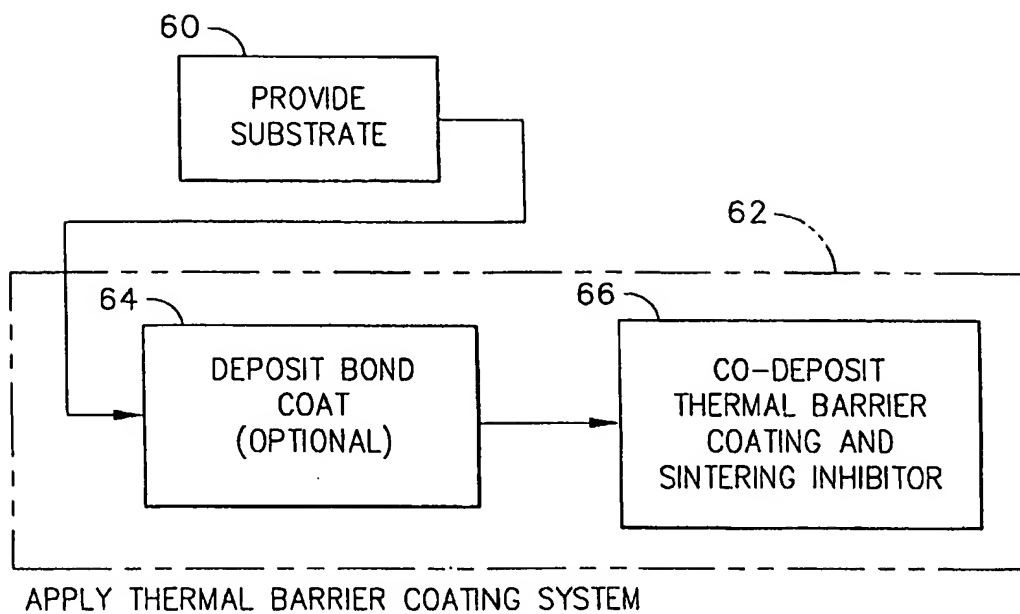 60
PROVIDE
SUBSTRATE
62
64
DEPOSIT BOND
COAT
(OPTIONAL)
66
CO-DEPOSIT
THERMAL BARRIER
COATING AND
SINTERING INHIBITOR
APPLY THERMAL BARRIER COATING SYSTEM